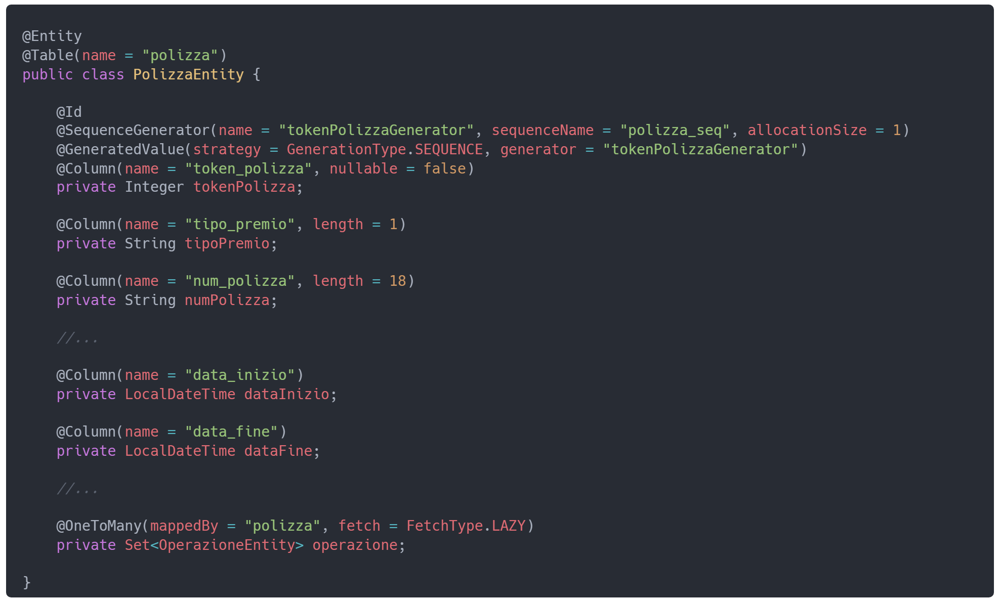 @Entity
@Table(name = "polizza")
public class PolizzaEntity {
@Id
@SequenceGenerator(name = "tokenPolizzaGenerator", sequenceName = "polizza_seq", allocationSize = 1)
@GeneratedValue(strategy = GenerationType.SEQUENCE, generator = "tokenPolizzaGenerator")
@Column(name = "token_polizza", nullable = false)
private Integer tokenPolizza;
@Column(name = "tipo_premio", length = 1)
private String tipoPremio;
@Column(name = "num_polizza", length = 18)
private String numPolizza;
//...
@Column(name = "data_inizio")
private LocalDateTime dataInizio;
@Column(name = "data_fine")
private LocalDateTime dataFine;
//...
@OneToMany(mappedBy = "polizza", fetch = FetchType.LAZY)
private Set<OperazioneEntity> operazione;
}